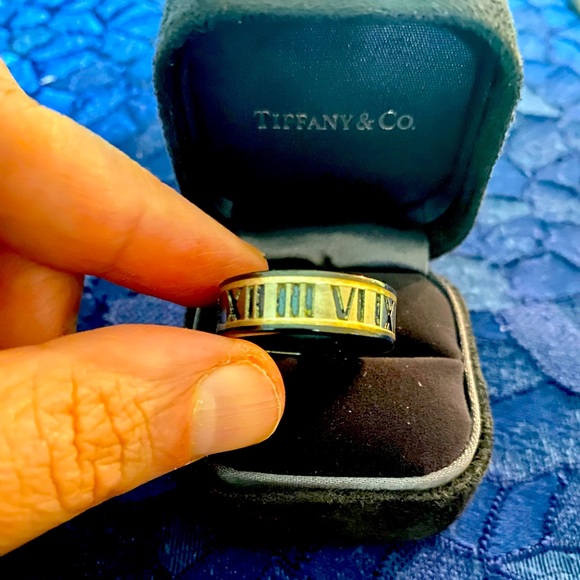 TIFFANY & CO.
XII III VI IX